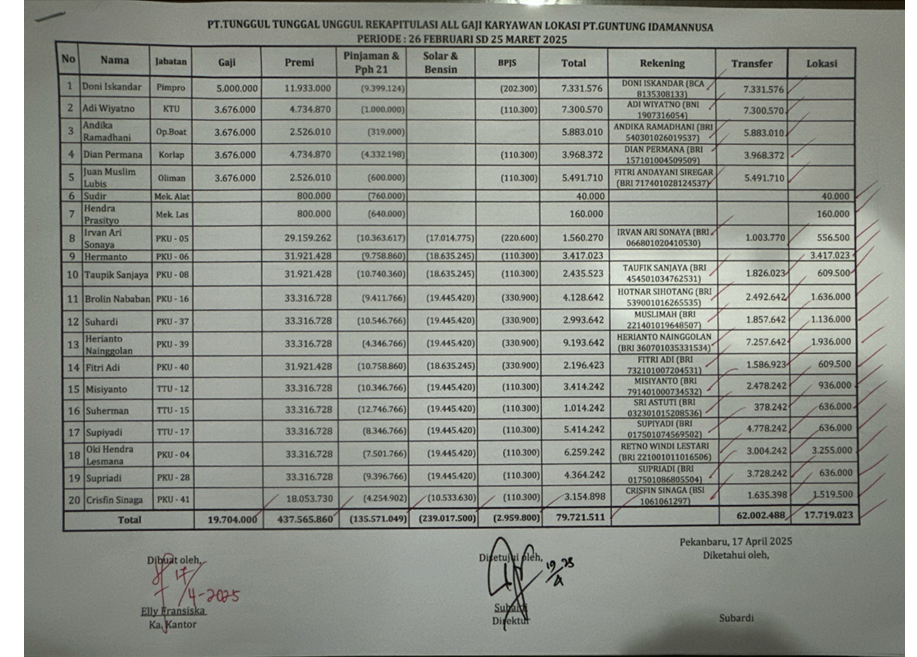 PT.TUNGGUL TUNGGAL UNGGUL REKAPITULASI ALL GAJI KARYAWAN LOKASI PT.GUNTUNG IDAMANNUSA
PERIODE : 26 FEBRUARI SD 25 MARET 2025
No Nama Jabatan Gaji Premi Pinjaman & Pph 21 Solar & Bensin BPJS Total Rekening Transfer Lokasi
1 Doni Iskandar Pimpro 5.000.000 11.933.000 (9.399.124) (202.300) 7.331.576 DONI ISKANDAR (BCA 8135308133) 7.331.576
2 Adi Wiyatno KTU 3.676.000 4.734.870 (1.000.000) (110.300) 7.300.570 ADI WIYATNO (BNI 1907316054) 7.300.570
3 Andika Ramadhani Op.Boat 3.676.000 2.526.010 (319.000) 5.883.010 ANDIKA RAMADHANI (BRI 540301026019537) 5.883.010
4 Dian Permana Korlap 3.676.000 4.734.870 (4.332.198) (110.300) 3.968.372 DIAN PERMANA (BRI 157101004509509) 3.968.372
5 Juan Muslim Lubis Oliman 3.676.000 2.526.010 (600.000) (110.300) 5.491.710 FITRI ANDAYANI SIREGAR (BRI 717401028124537) 5.491.710
6 Sudir Mek. Alat 800.000 (760.000) 40.000 40.000
7 Hendra Prasityo Mek. Las 800.000 (640.000) 160.000 160.000
8 Irvan Ari Sonaya PKU - 05 29.159.262 (10.363.617) (17.014.775) (220.600) 1.560.270 IRVAN ARI SONAYA (BRI 066801020410530) 1.003.770 556.500
9 Hermanto PKU - 06 31.921.428 (9.758.860) (18.635.245) (110.300) 3.417.023 3.417.023
10 Taupik Sanjaya PKU - 08 31.921.428 (10.740.360) (18.635.245) (110.300) 2.435.523 TAUFIK SANJAYA (BRI 454501034762531) 1.826.023 609.500
11 Brolin Nababan PKU - 16 33.316.728 (9.411.766) (19.445.420) (330.900) 4.128.642 HOTNAR SIHOTANG (BRI 539001016265535) 2.492.642 1.636.000
12 Suhardi PKU - 37 33.316.728 (10.546.766) (19.445.420) (330.900) 2.993.642 MUSLIMAH (BRI 221401019648507) 1.857.642 1.136.000
13 Herianto Nainggolan PKU - 39 33.316.728 (4.346.766) (19.445.420) (330.900) 9.193.642 HERIANTO NAINGGOLAN (BRI 360701035331534) 7.257.642 1.936.000
14 Fitri Adi PKU - 40 31.921.428 (10.758.860) (18.635.245) (330.900) 2.196.423 FITRI ADI (BRI 732101007204531) 1.586.923 609.500
15 Misiyanto TTU - 12 33.316.728 (10.346.766) (19.445.420) (110.300) 3.414.242 MISIYANTO (BRI 791401000734532) 2.478.242 936.000
16 Suherman TTU - 15 33.316.728 (12.746.766) (19.445.420) (110.300) 1.014.242 SRI ASTUTI (BRI 032301015208536) 378.242 636.000
17 Supiyadi TTU - 17 33.316.728 (8.346.766) (19.445.420) (110.300) 5.414.242 SUPIYADI (BRI 017501074569502) 4.778.242 636.000
18 Oki Hendra Lesmana PKU - 04 33.316.728 (7.501.766) (19.445.420) (110.300) 6.259.242 RETNO WINDI LESTARI (BRI 221001011016506) 3.004.242 3.255.000
19 Supriadi PKU - 28 33.316.728 (9.396.766) (19.445.420) (110.300) 4.364.242 SUPRIADI (BRI 017501086805504) 3.728.242 636.000
20 Crisfin Sinaga PKU - 41 18.053.730 (4.254.902) (10.533.630) (110.300) 3.154.898 CRISFIN SINAGA (BSI 1061061297) 1.635.398 1.519.500
Total 19.704.000 437.565.860 (135.571.049) (239.017.500) (2.959.800) 79.721.511 62.002.488 17.719.023
Pekanbaru, 17 April 2025
Dibuat oleh, Disetujui oleh, Diketahui oleh,
17/4-2025
Elly Fransiska Subardi Subardi
Ka. Kantor Direktur